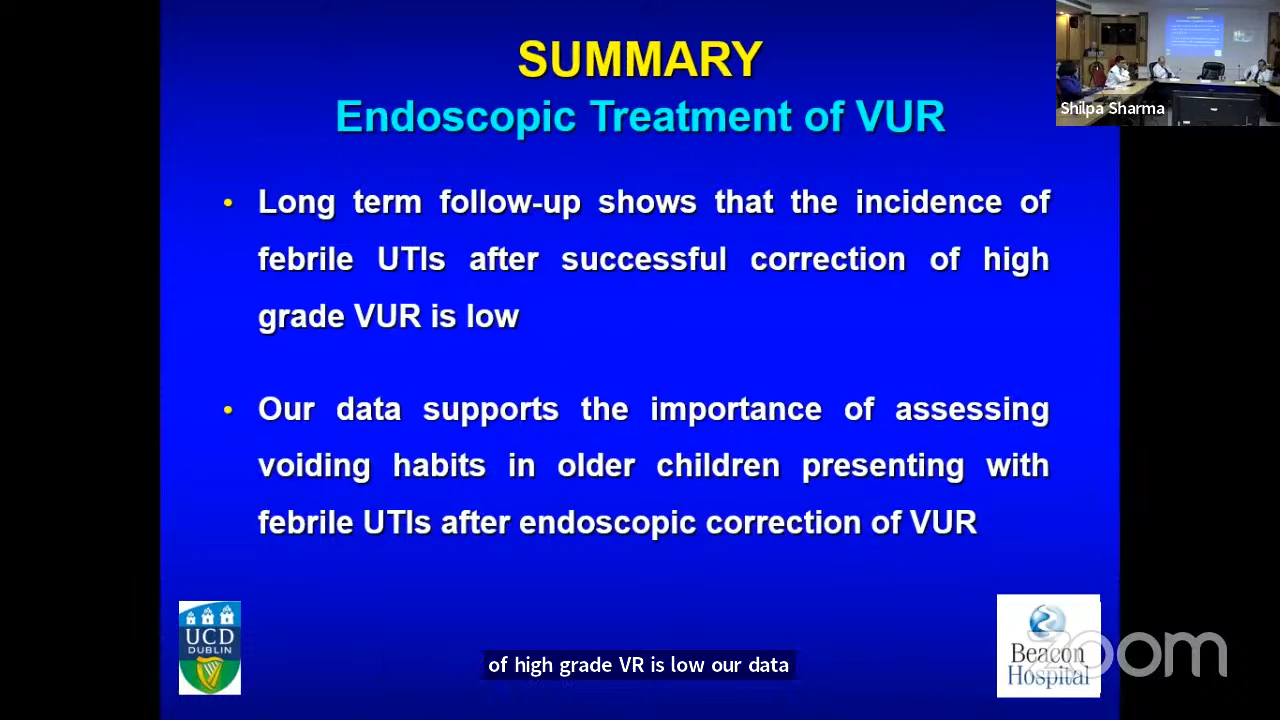 SUMMARY
Endoscopic Treatment of VUR
Shilpa Sharma
• Long term follow-up shows that the incidence of
febrile UTIs after successful correction of high
grade VUR is low
• Our data supports the importance of assessing
voiding habits in older children presenting with
febrile UTIs after endoscopic correction of VUR
UCD
DUBLIN
of high grade VR is low our data
Beacon
Hospital
zoom